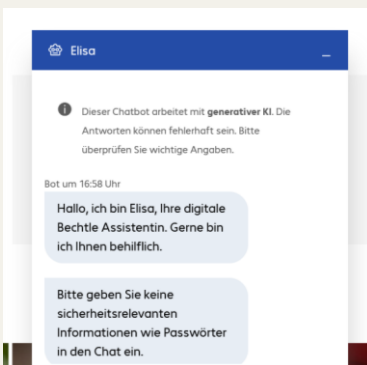 Elisa
Dieser Chatbot arbeitet mit generativer KI. Die
Antworten können fehlerhaft sein. Bitte
überprüfen Sie wichtige Angaben.
Bot um 16:58 Uhr
Hallo, ich bin Elisa, Ihre digitale
Bechtle Assistentin. Gerne bin
ich Ihnen behilflich.
Bitte geben Sie keine
sicherheitsrelevanten
Informationen wie Passwörter
in den Chat ein.